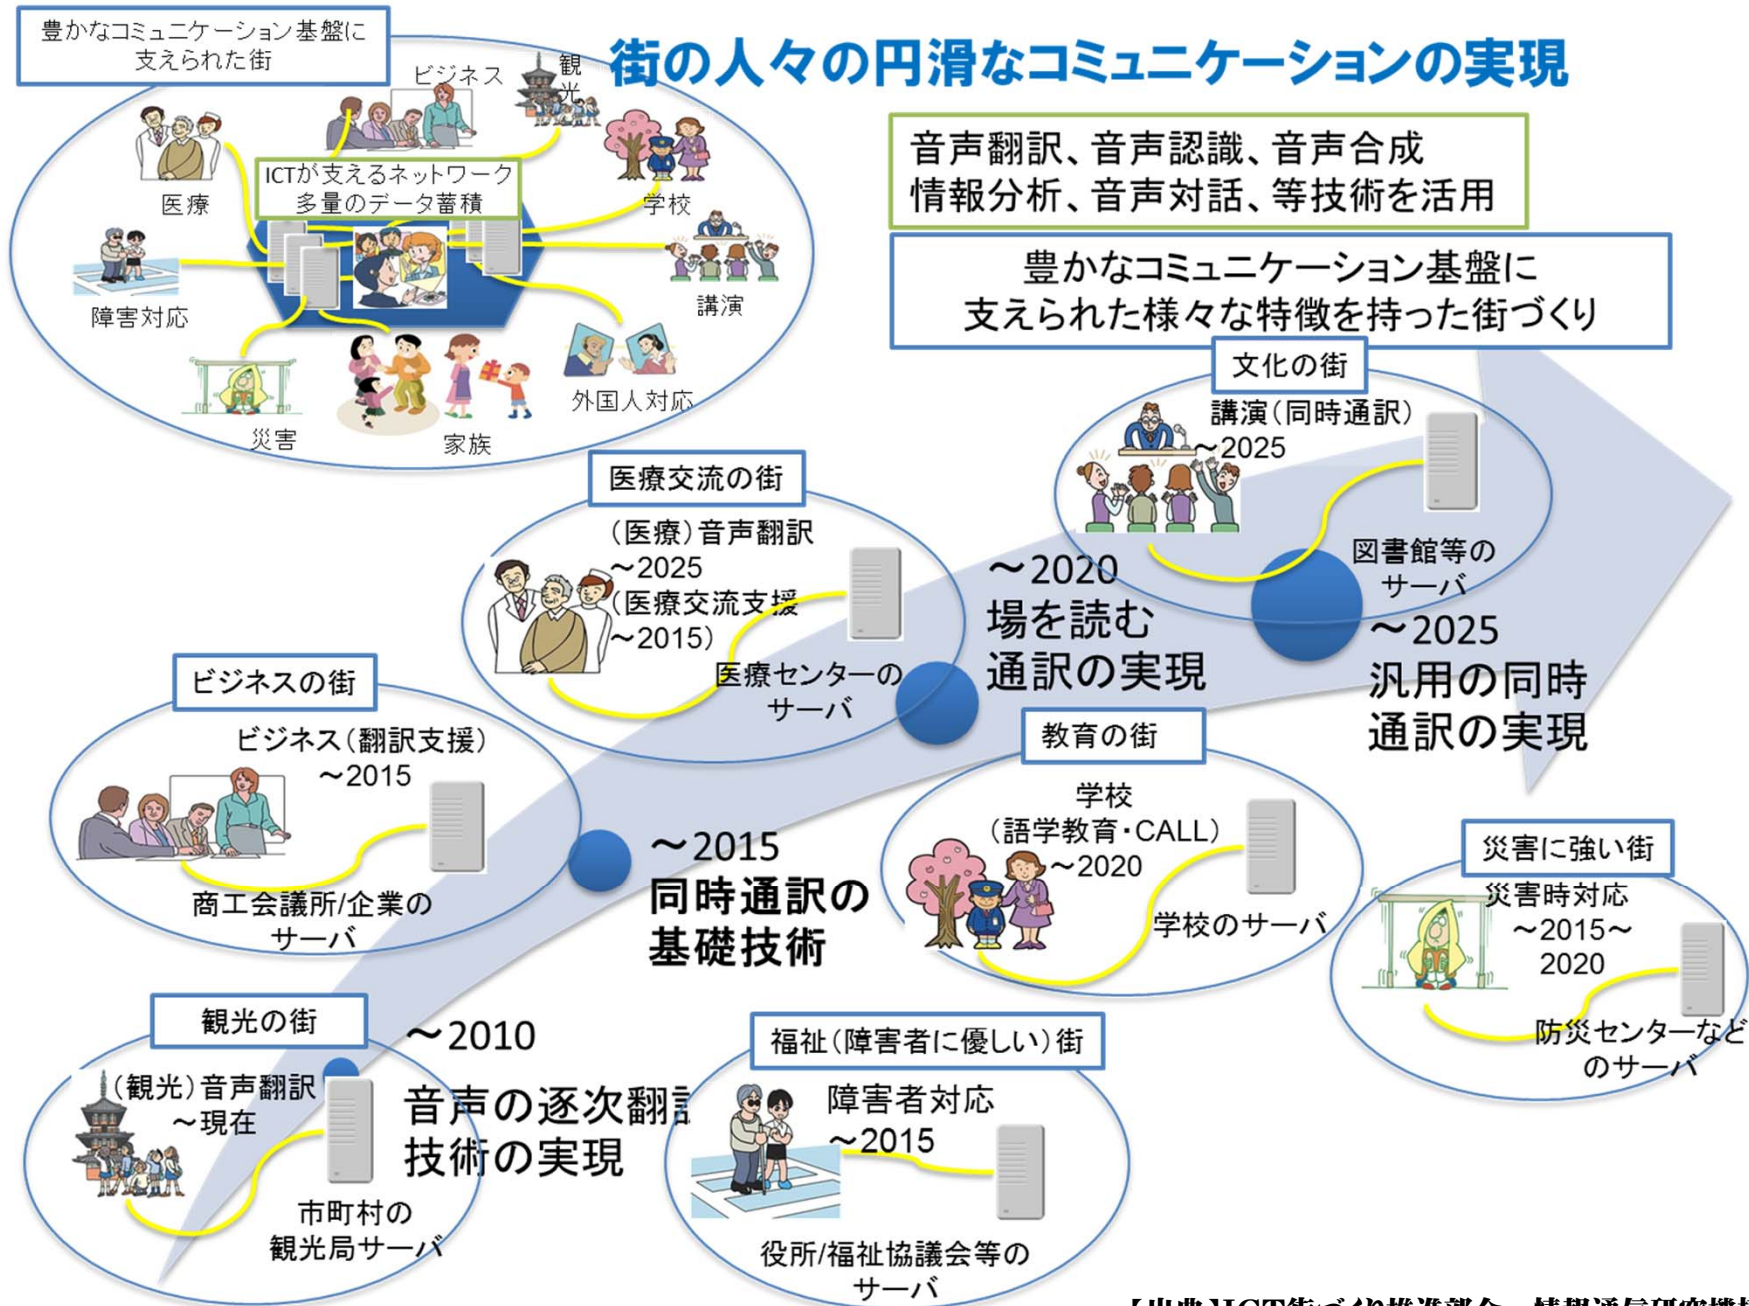 街の人々の円滑なコミュニケーションの実現
豊かなコミュニケーション基盤に
支えられた街
ビジネス
観
光
医療
ICTが支えるネットワーク
多量のデータ蓄積
学校
障害対応
講演
災害
家族
外国人対応
音声翻訳、音声認識、音声合成
情報分析、音声対話、等技術を活用
豊かなコミュニケーション基盤に
支えられた様々な特徴を持った街づくり
文化の街
講演(同時通訳)
～2025
図書館等の
サーバ
～2025
汎用の同時
通訳の実現
医療交流の街
(医療)音声翻訳
～2025
(医療交流支援
～2015)
医療センターの
サーバ
～2020
場を読む
通訳の実現
ビジネスの街
ビジネス(翻訳支援)
～2015
商工会議所/企業の
サーバ
～2015
同時通訳の
基礎技術
教育の街
学校
(語学教育・CALL)
～2020
学校のサーバ
災害に強い街
災害時対応
～2015～
2020
防災センターなど
のサーバ
観光の街
(観光)音声翻訳
～現在
市町村の
観光局サーバ
～2010
音声の逐次翻訳
技術の実現
福祉(障害者に優しい)街
障害者対応
～2015
役所/福祉協議会等の
サーバ